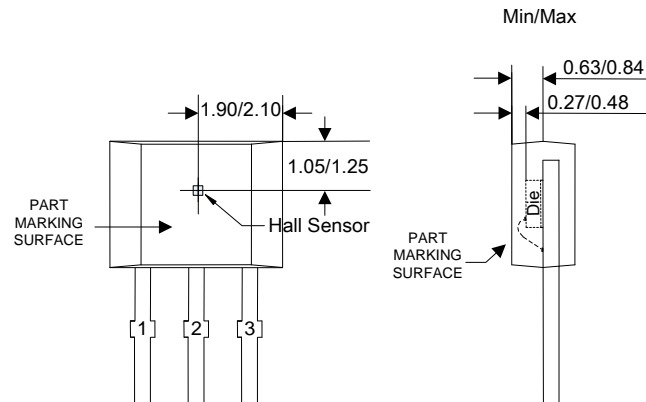 Min/Max
0.63/0.84
0.27/0.48
1.90/2.10
1.05/1.25
PART
MARKING
SURFACE
Hall Sensor
Die
PART
MARKING
SURFACE
1
2
3